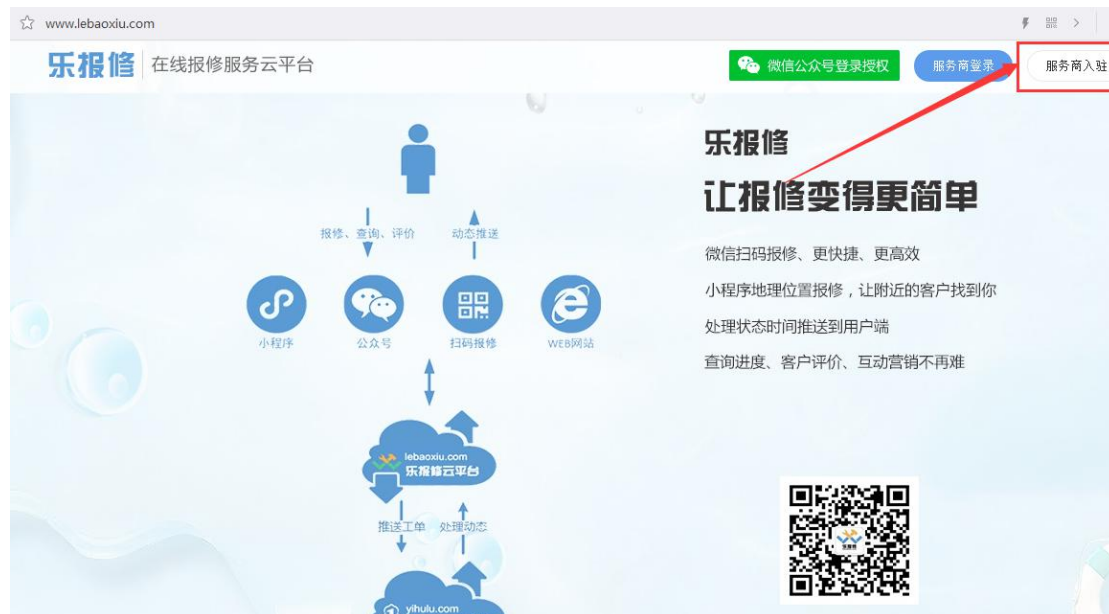 www.lebaoxiu.com
乐报修 在线报修服务云平台
微信公众号登录授权 服务商登录 服务商入驻
乐报修
让报修变得更简单
微信扫码报修、更快捷、更高效
小程序地理位置报修，让附近的客户找到你
处理状态时间推送到用户端
查询进度、客户评价、互动营销不再难
报修、查询、评价 动态推送
小程序 公众号 扫码报修 WEB网站
lebaoxiu.com
乐报修云平台
推送工单 处理动态
yihulu.com